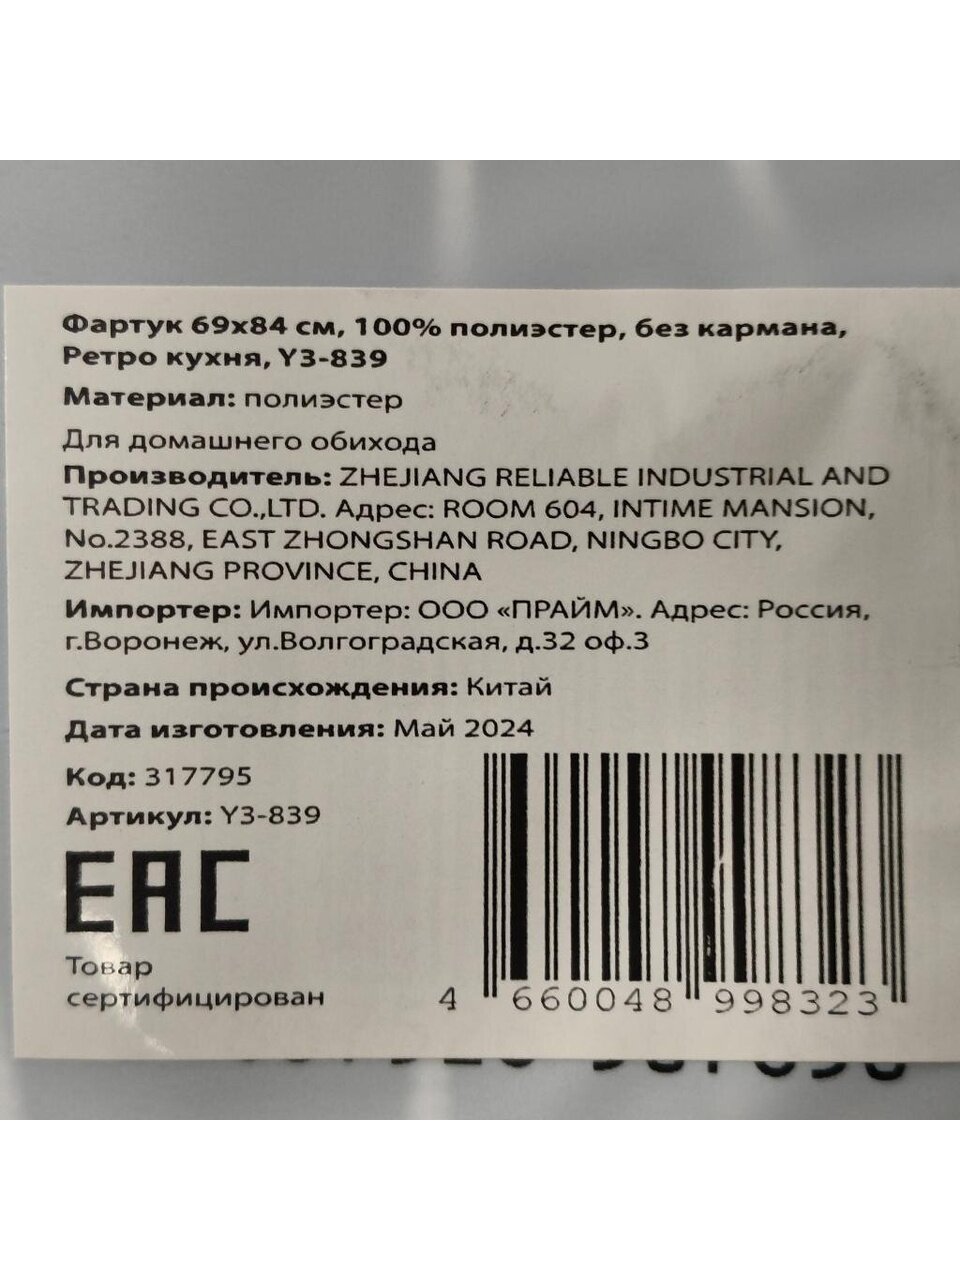 Фартук 69х84 см, 100% полиэстер, без кармана,
Ретро кухня, Y3-839
Материал: полиэстер
Для домашнего обихода
Производитель: ZHEJIANG RELIABLE INDUSTRIAL AND
TRADING CO.,LTD. Адрес: ROOM 604, INTIME MANSION,
No.2388, EAST ZHONGSHAN ROAD, NINGBO CITY,
ZHEJIANG PROVINCE, CHINA
Импортер: Импортер: ООО «ПРАЙМ». Адрес: Россия,
г.Воронеж, ул.Волгоградская, д.32 оф.3
Страна происхождения: Китай
Дата изготовления: Май 2024
Код: 317795
Артикул: Y3-839
EAC
Товар
сертифицирован
4 660048 998323